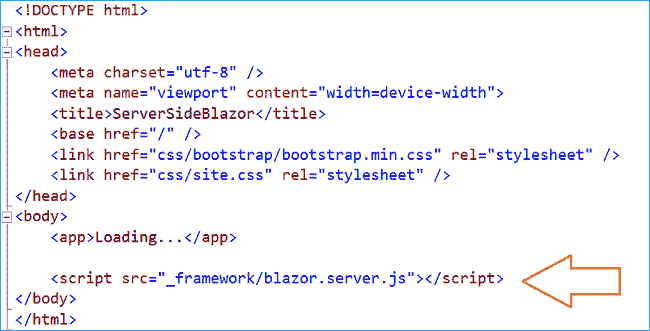 <!DOCTYPE html>
<html>
<head>
    <meta charset="utf-8" />
    <meta name="viewport" content="width=device-width">
    <title>ServerSideBlazor</title>
    <base href="/" />
    <link href="css/bootstrap/bootstrap.min.css" rel="stylesheet" />
    <link href="css/site.css" rel="stylesheet" />
</head>
<body>
    <app>Loading...</app>

    <script src="_framework/blazor.server.js"></script>
</body>
</html>